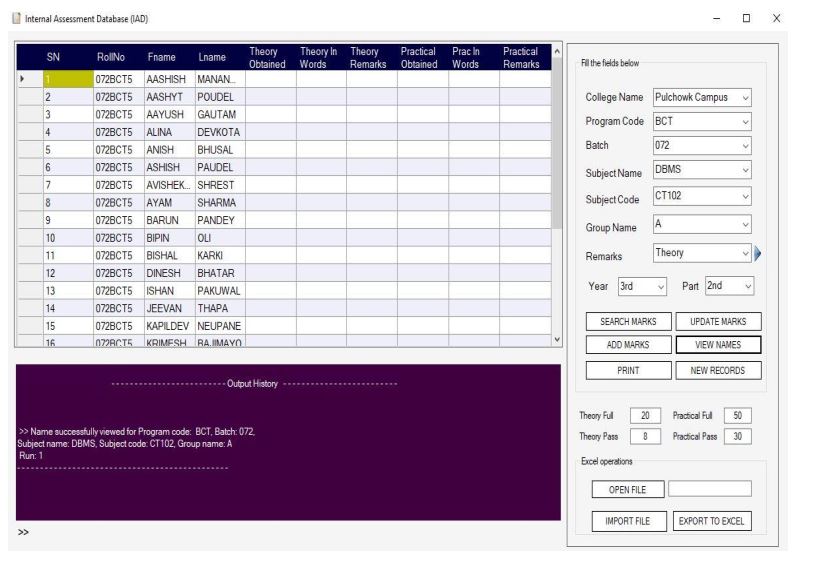 Internal Assessment Database (IAD)
SN RollNo Fname Lname Theory Obtained Theory In Words Theory Remarks Practical Obtained Prac In Words Practical Remarks
1 072BCT5 AASHISH MANAN...
2 072BCT5 AASHYT POUDEL
3 072BCT5 AAYUSH GAUTAM
4 072BCT5 ALINA DEVKOTA
5 072BCT5 ANISH BHUSAL
6 072BCT5 ASHISH PAUDEL
7 072BCT5 AVISHEK... SHREST
8 072BCT5 AYAM SHARMA
9 072BCT5 BARUN PANDEY
10 072BCT5 BIPIN OLI
11 072BCT5 BISHAL KARKI
12 072BCT5 DINESH BHATAR
13 072BCT5 ISHAN PAKUWAL
14 072BCT5 JEEVAN THAPA
15 072BCT5 KAPILDEV NEUPANE
16 072BCT5 KRIMESH BAJIMAYO
------------------------ Output History ------------------------
>> Name successfully viewed for Program code: BCT, Batch: 072,
Subject name: DBMS, Subject code: CT102, Group name: A
Run: 1
--------------------------------------------
>>
Fill the fields below
College Name Pulchowk Campus
Program Code BCT
Batch 072
Subject Name DBMS
Subject Code CT102
Group Name A
Remarks Theory
Year 3rd Part 2nd
SEARCH MARKS UPDATE MARKS
ADD MARKS VIEW NAMES
PRINT NEW RECORDS
Theory Full 20 Practical Full 50
Theory Pass 8 Practical Pass 30
Excel operations
OPEN FILE
IMPORT FILE EXPORT TO EXCEL